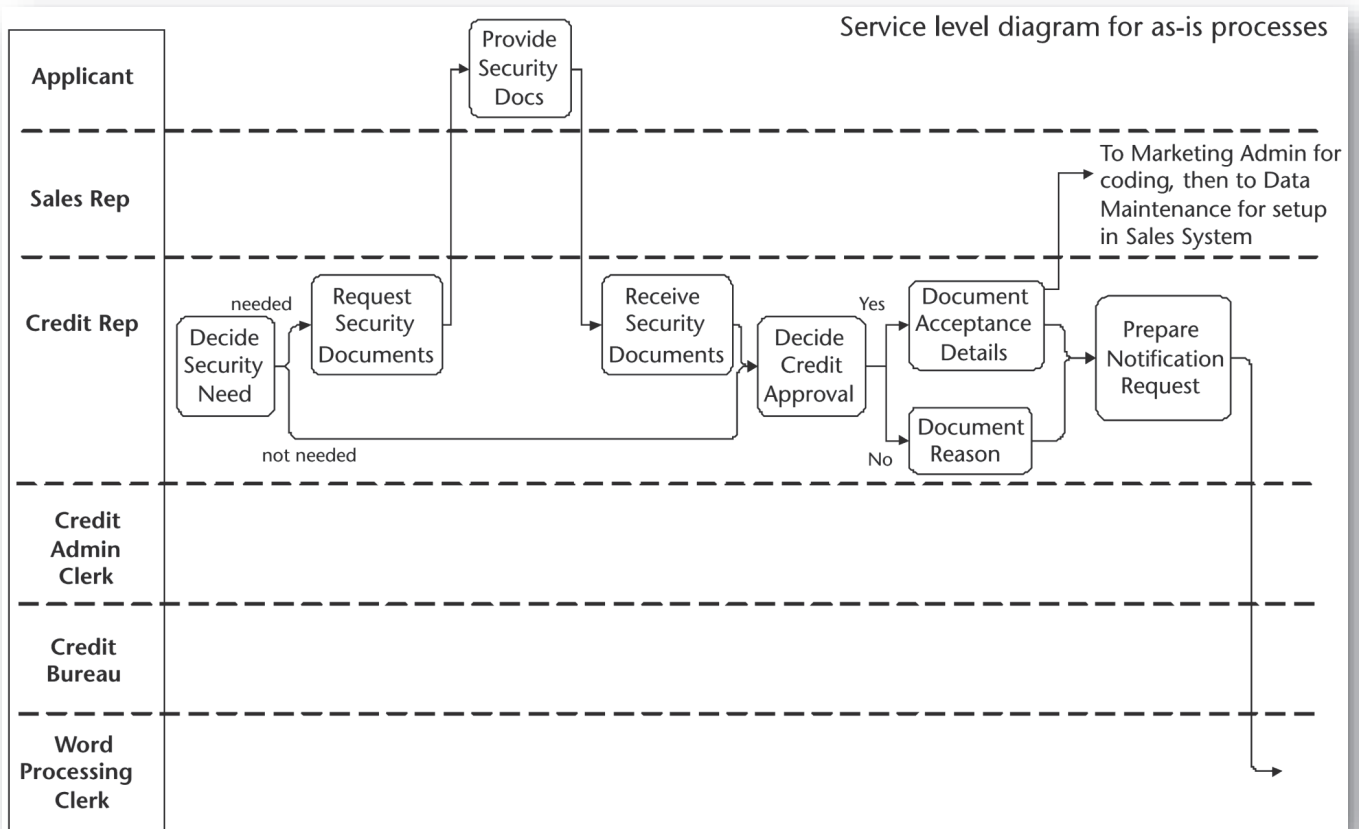 Service level diagram for as-is processes
Applicant
Provide
Security
Docs
Sales Rep
To Marketing Admin for
coding, then to Data
Maintenance for setup
in Sales System
Credit Rep
Decide
Security
Need
needed
not needed
Request
Security
Documents
Receive
Security
Documents
Decide
Credit
Approval
Yes
No
Document
Acceptance
Details
Document
Reason
Prepare
Notification
Request
Credit
Admin
Clerk
Credit
Bureau
Word
Processing
Clerk